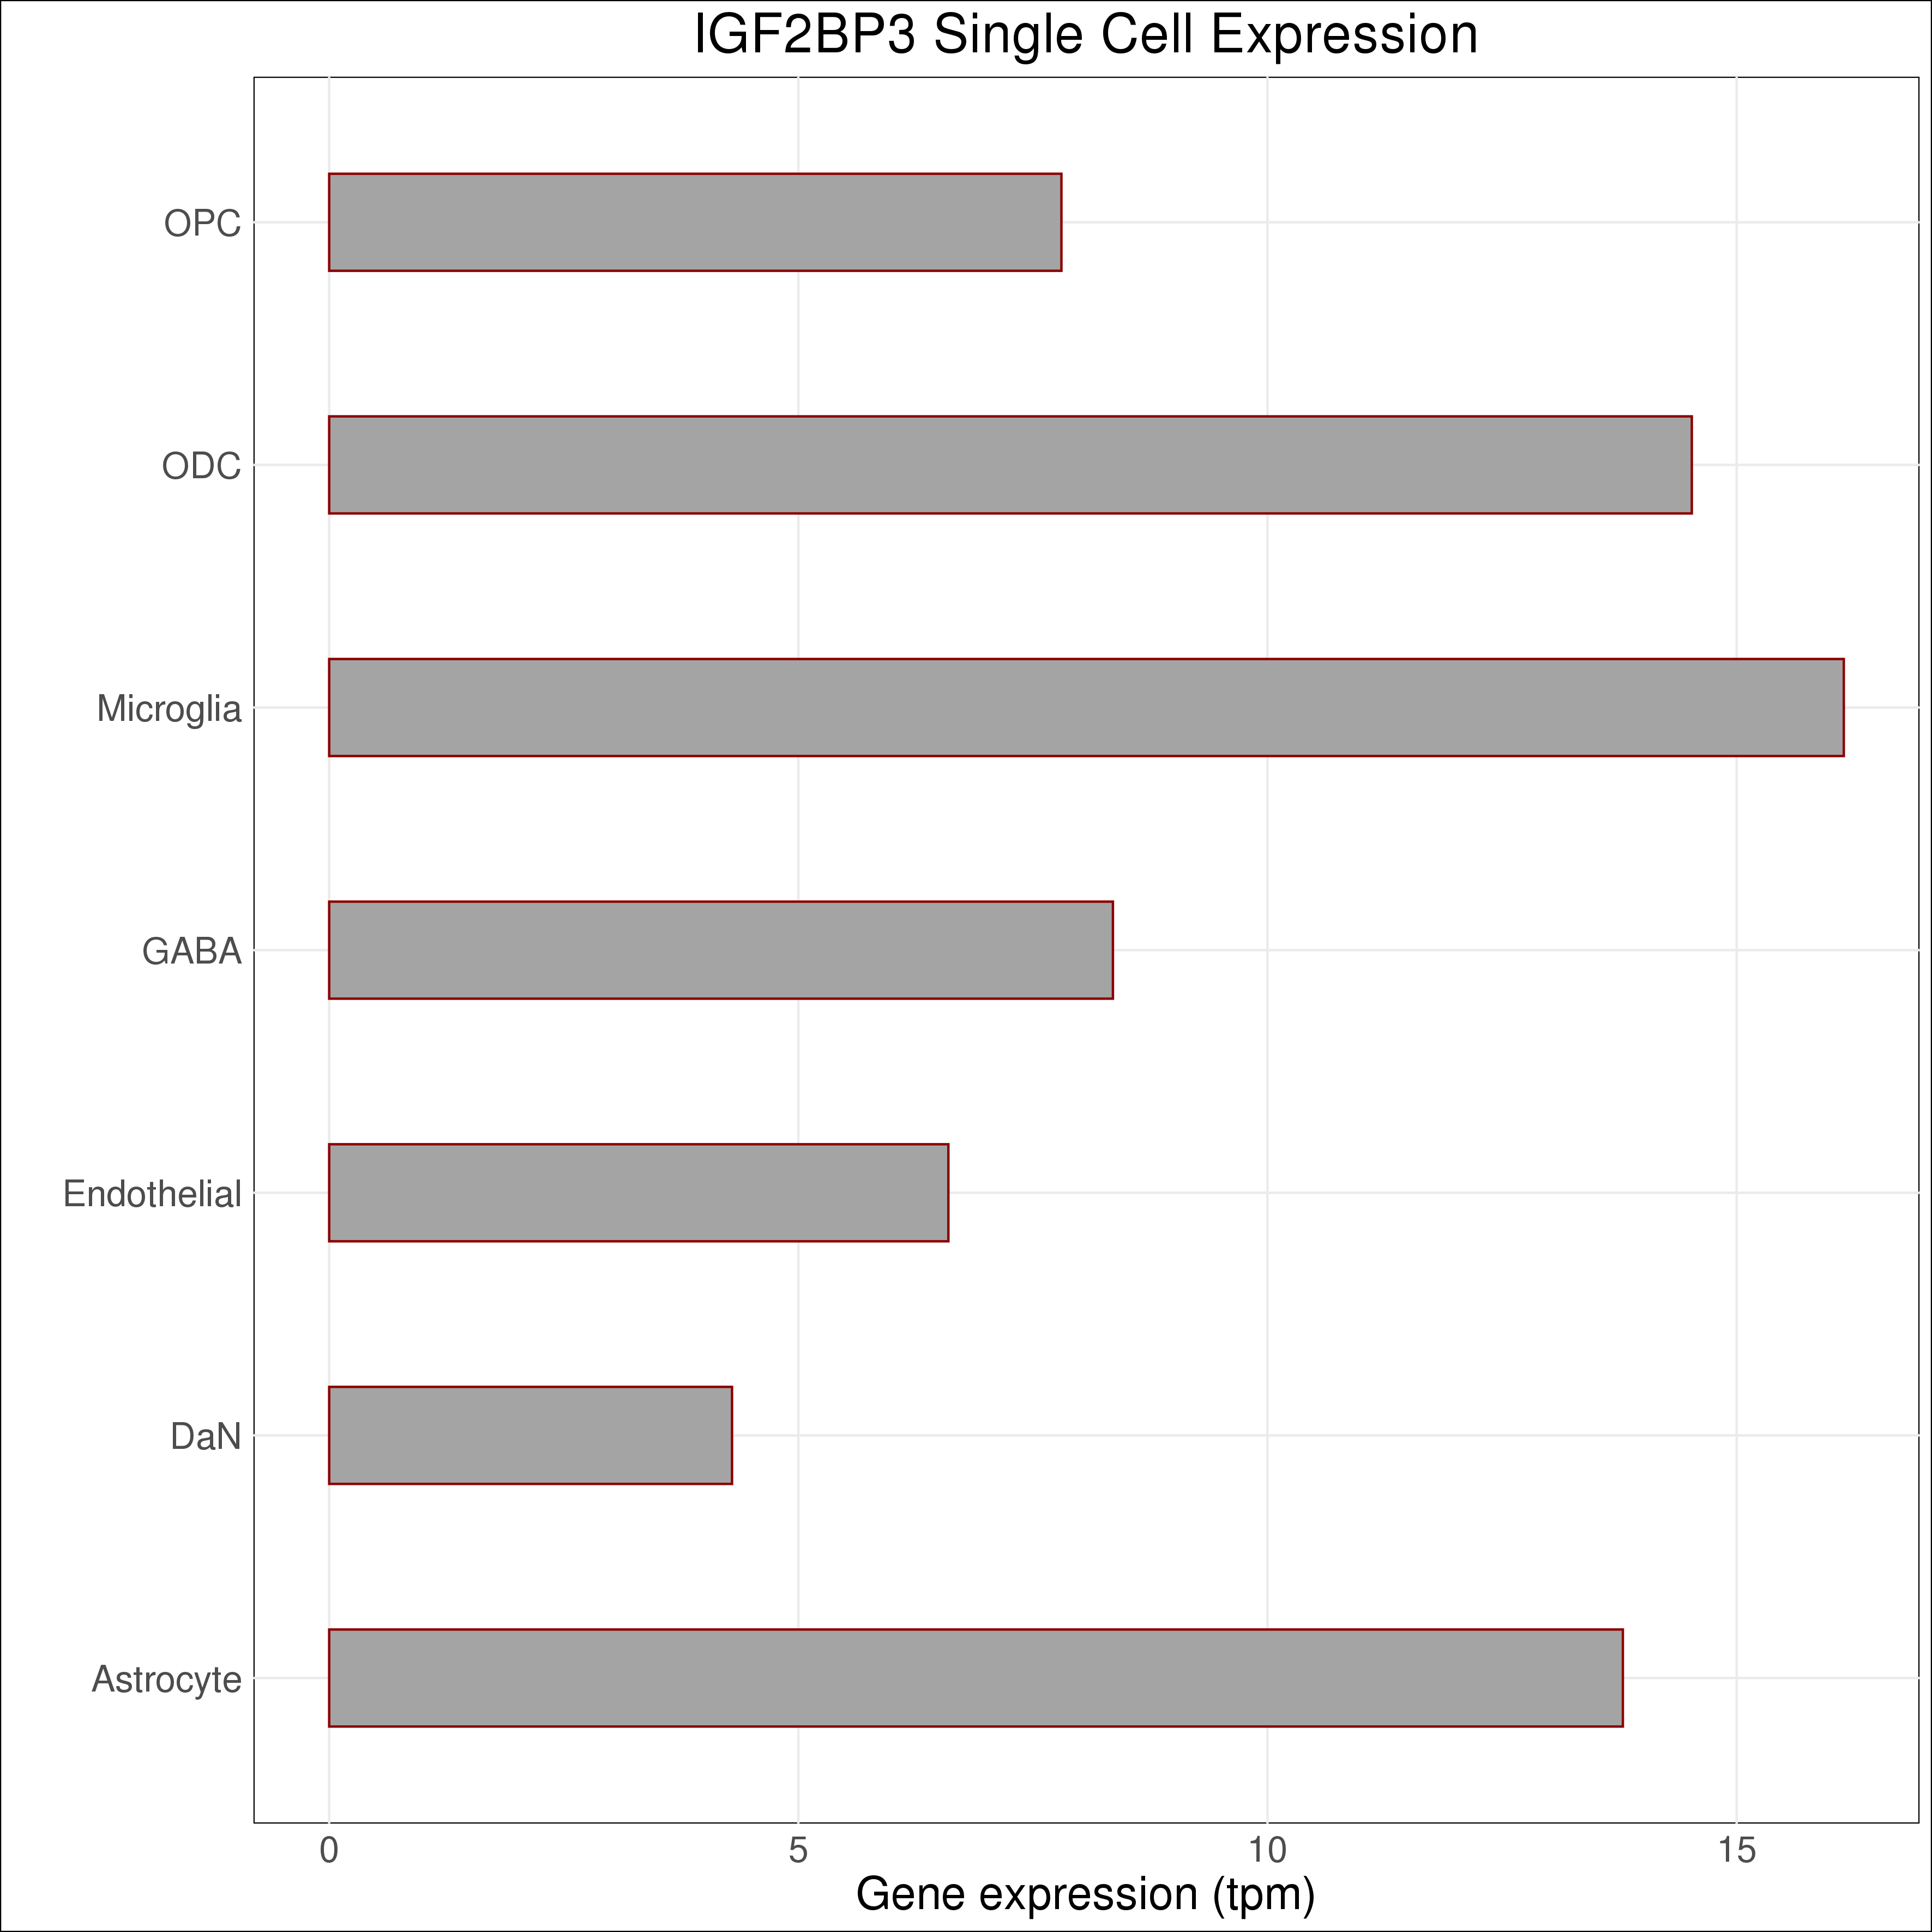 IGF2BP3 Single Cell Expression
OPC
ODC
Microglia
GABA
Endothelial
DaN
Astrocyte
0 5 10 15
Gene expression (tpm)